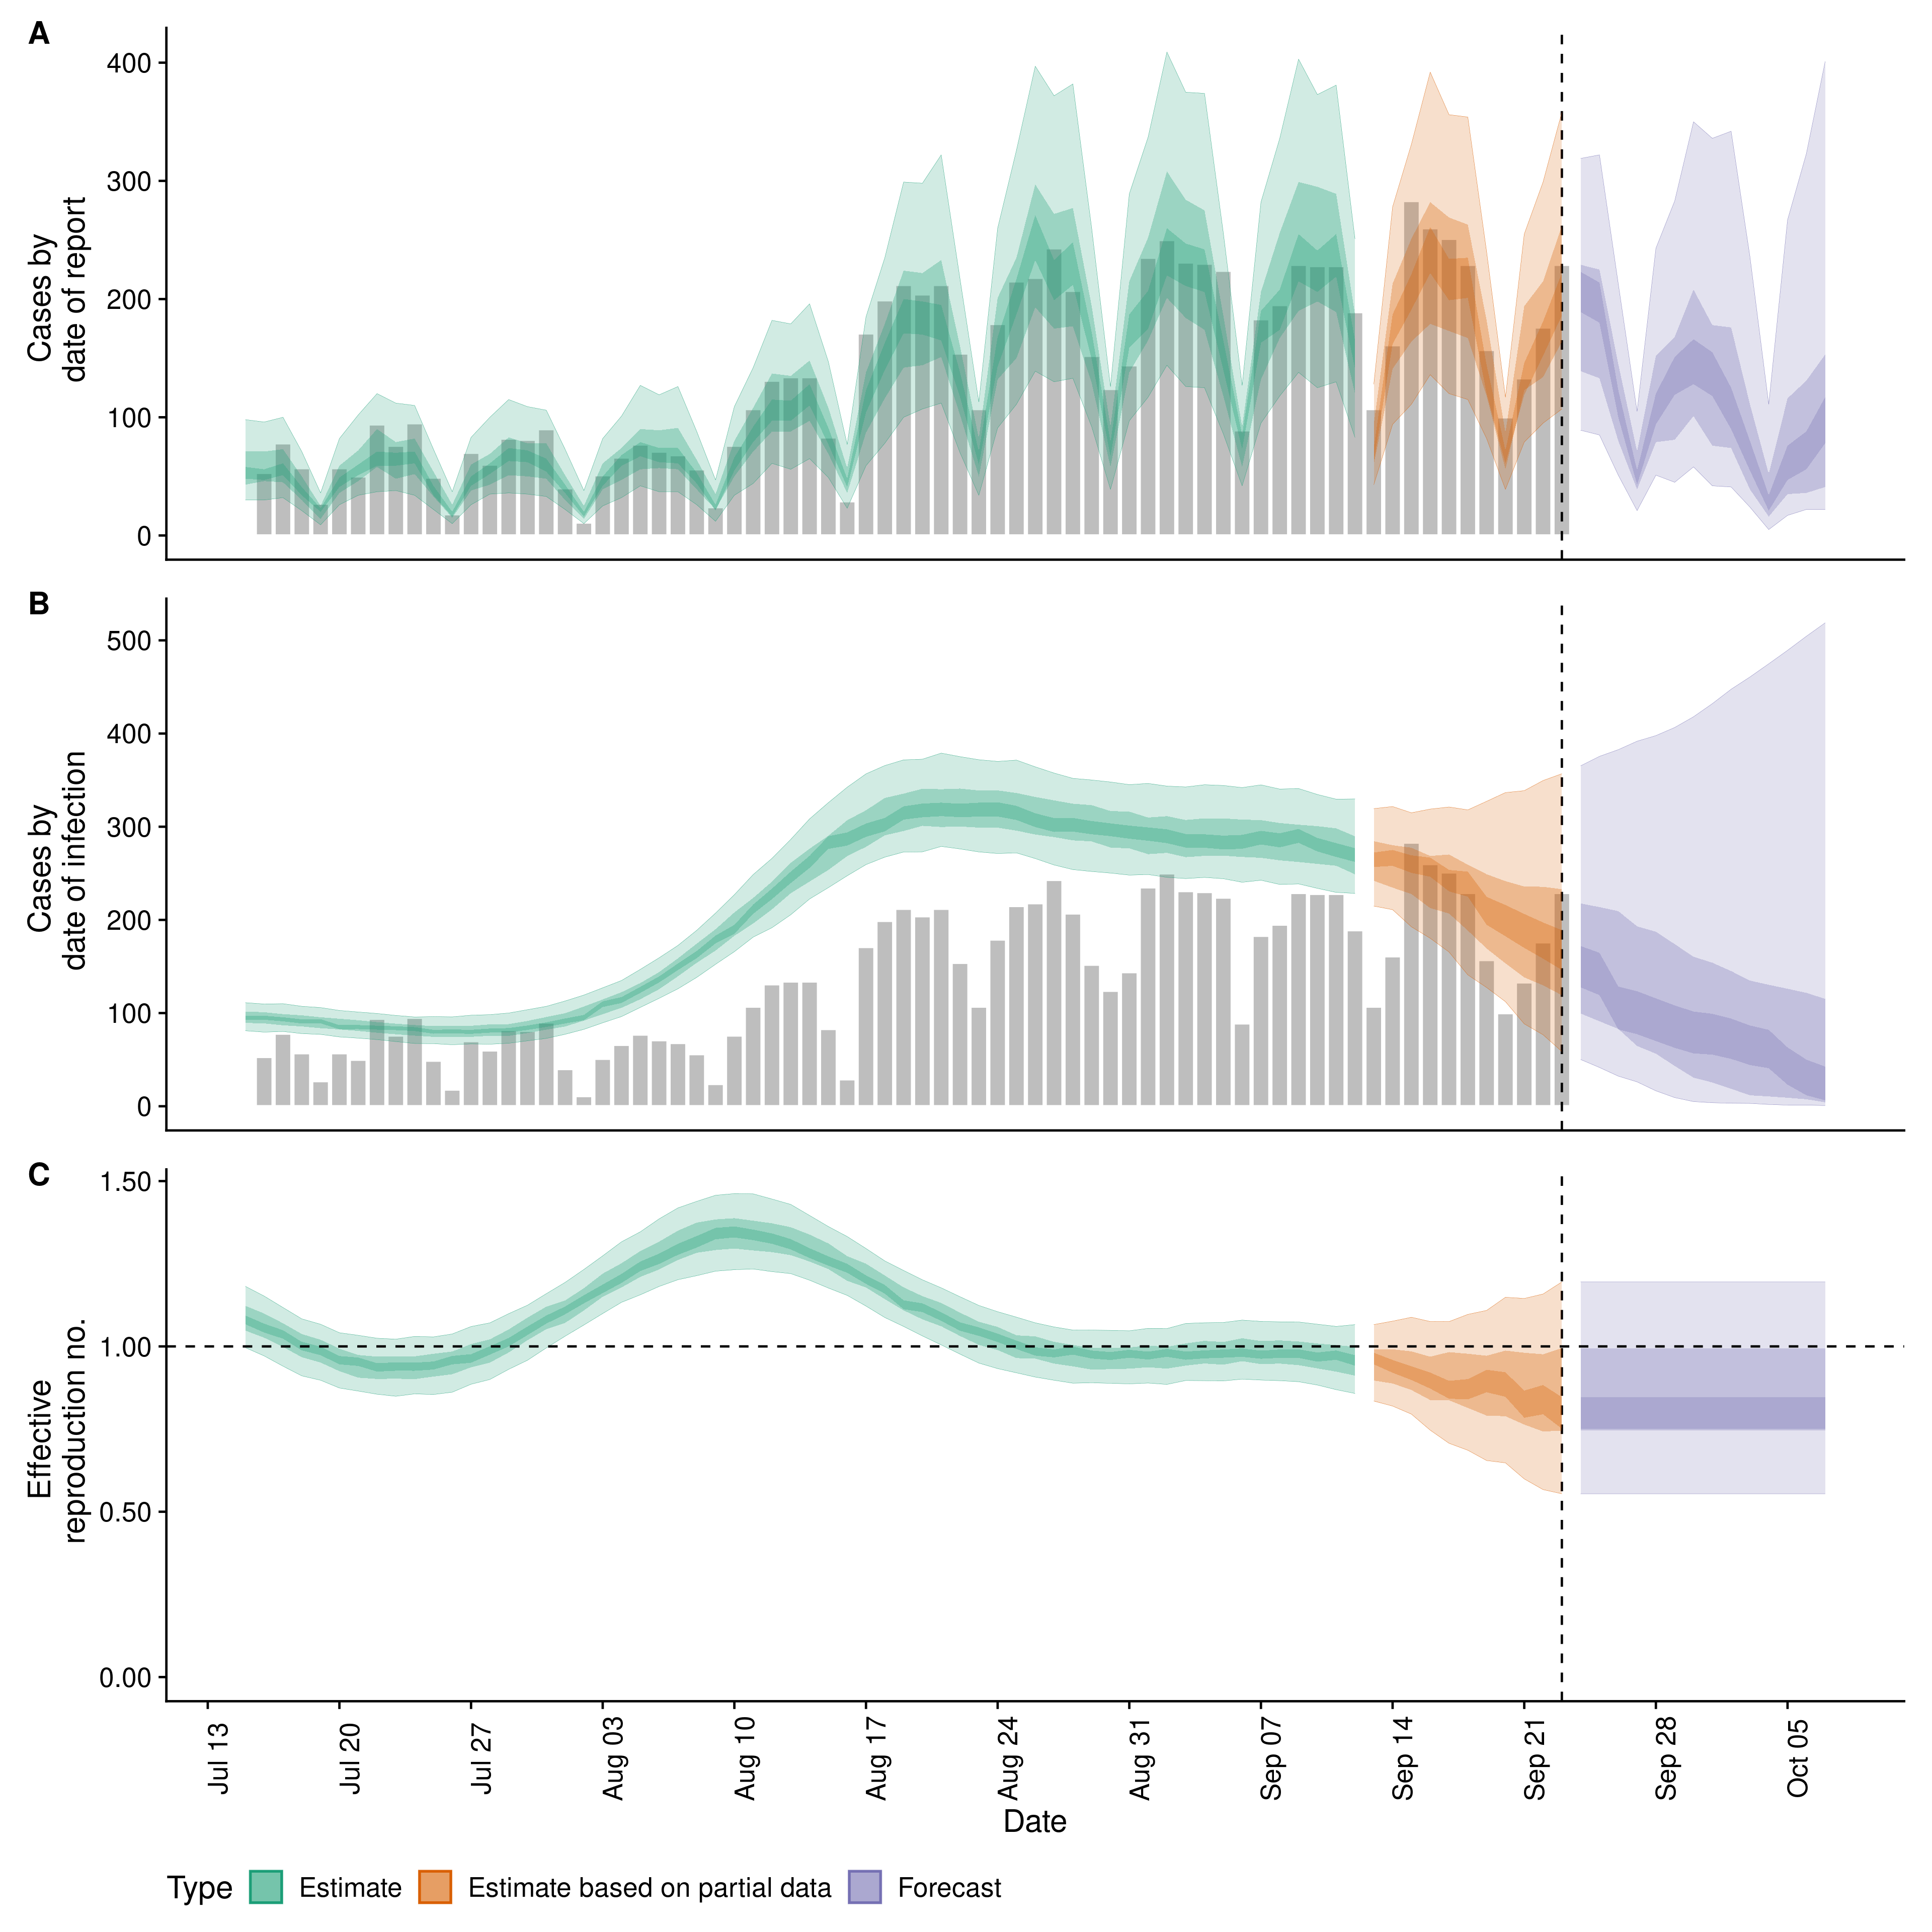 A
400
300
200
100
0
Cases by
date of report
B
500
400
300
200
100
0
Cases by
date of infection
C
1.50
1.00
0.50
0.00
Effective
reproduction no.
Jul 13
Jul 20
Jul 27
Aug 03
Aug 10
Aug 17
Aug 24
Aug 31
Sep 07
Sep 14
Sep 21
Sep 28
Oct 05
Date
Type Estimate Estimate based on partial data Forecast